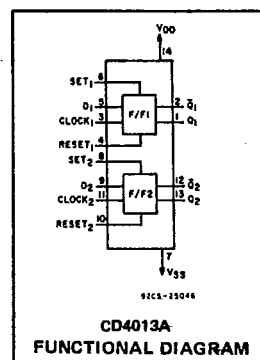 VDD
14
6
SET1
5
D1
2 Q̅1
3
CLOCK1
F/F1
1 Q1
4
RESET1
8
SET2
9
D2
12 Q̅2
11
CLOCK2
F/F2
13 Q2
10
RESET2
7
VSS
92CS-25046
CD4013A
FUNCTIONAL DIAGRAM